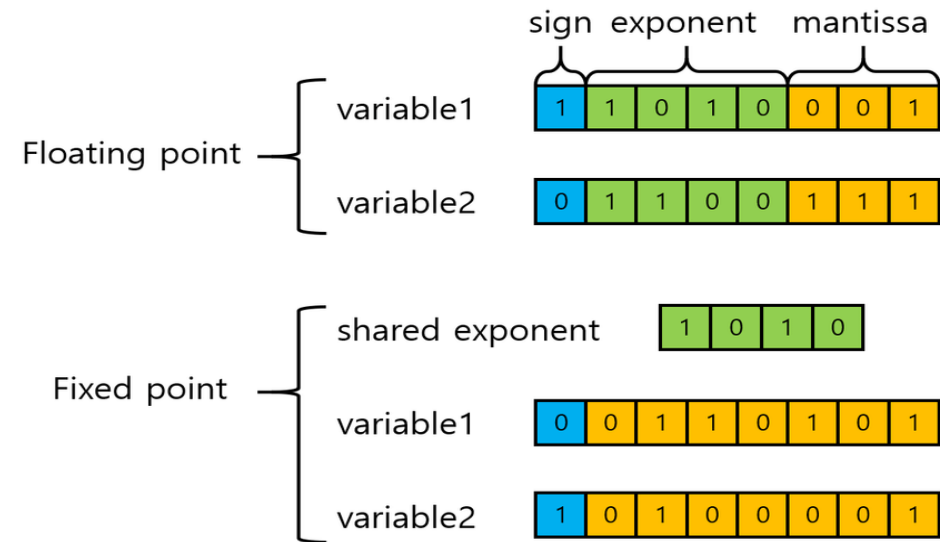 sign exponent mantissa
variable1 1 1 0 1 0 0 0 1
Floating point
variable2 0 1 1 0 0 1 1 1
shared exponent 1 0 1 0
Fixed point
variable1 0 0 1 1 0 1 0 1
variable2 1 0 1 0 0 0 0 1